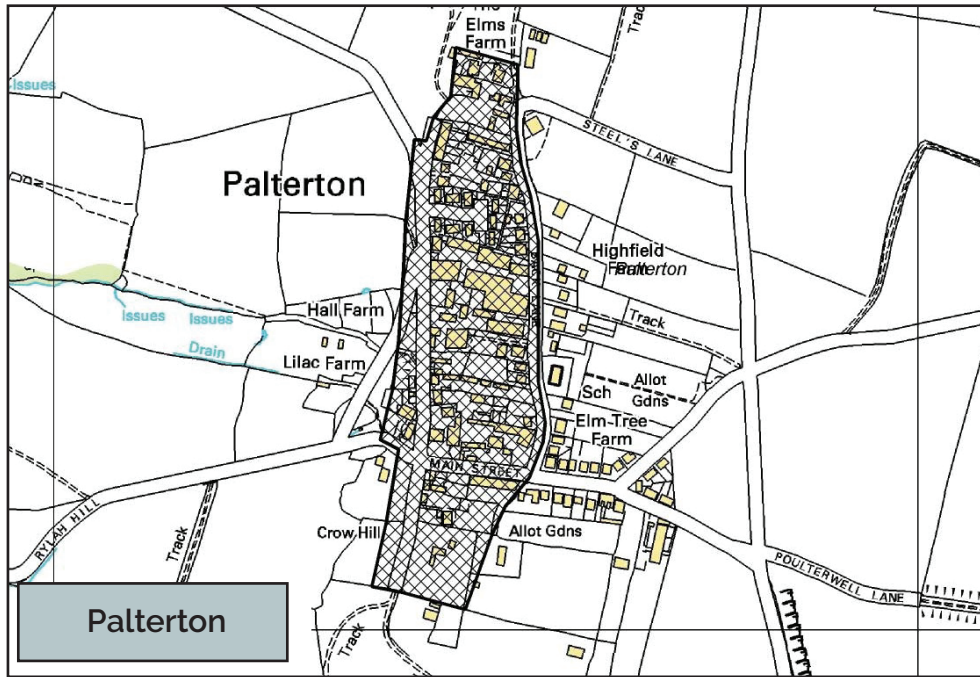 Elms
Farm
Track
Issues
STEEL'S LANE
Palterton
Highfield
Farm
Palterton
Hall Farm
Track
Issues
Issues
Drain
Lilac Farm
Allot
Gdns
Sch
Elm Tree
Farm
MAIN STREET
RYLAH HILL
Track
Crow Hill
Allot Gdns
POULTERWELL LANE
Palterton
Track